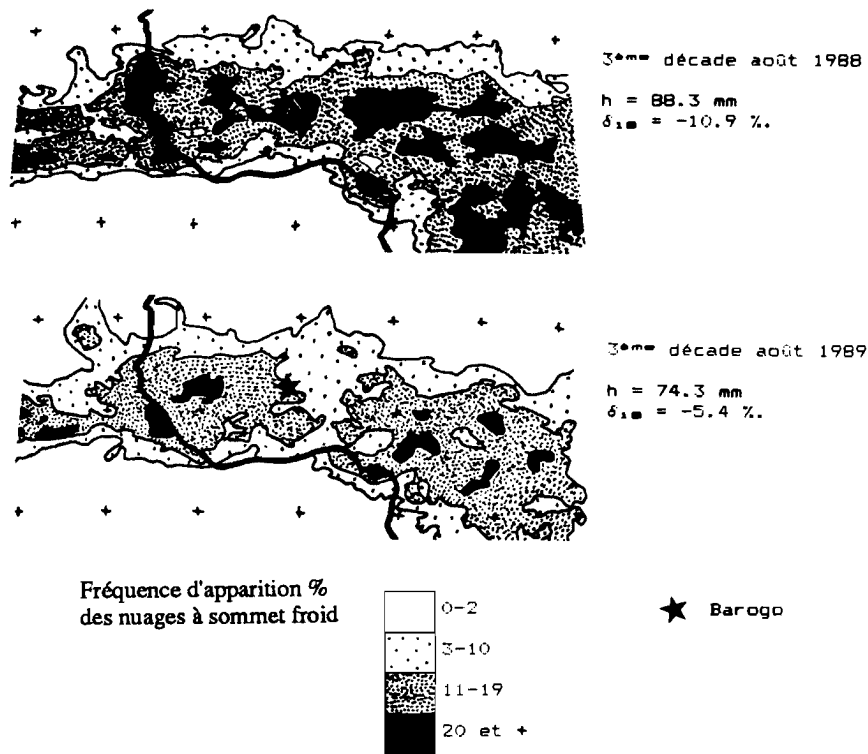 3ème décade août 1988
h = 88.3 mm
δ18 = -10.9 %.
3ème décade août 1989
h = 74.3 mm
δ18 = -5.4 %.
Fréquence d'apparition %
des nuages à sommet froid
0-2
3-10
11-19
20 et +
★ Barogo